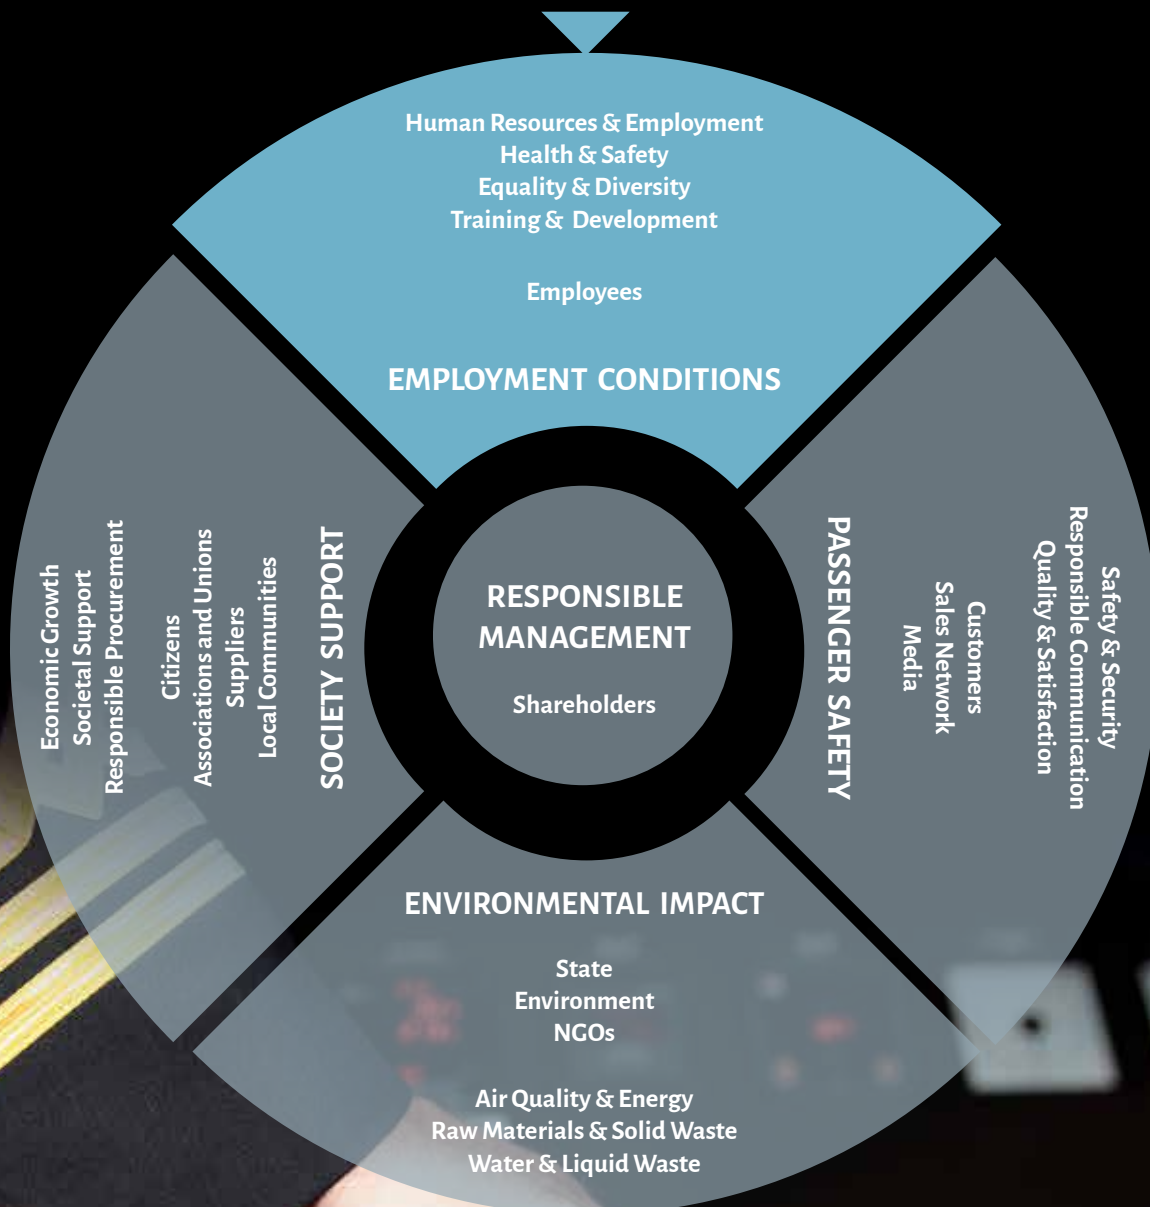 Human Resources & Employment
Health & Safety
Equality & Diversity
Training & Development
Employees
EMPLOYMENT CONDITIONS
Economic Growth
Societal Support
Responsible Procurement
Citizens
Associations and Unions
Suppliers
Local Communities
SOCIETY SUPPORT
RESPONSIBLE
MANAGEMENT
Shareholders
Safety & Security
Responsible Communication
Quality & Satisfaction
Customers
Sales Network
Media
PASSENGER SAFETY
ENVIRONMENTAL IMPACT
State
Environment
NGOs
Air Quality & Energy
Raw Materials & Solid Waste
Water & Liquid Waste